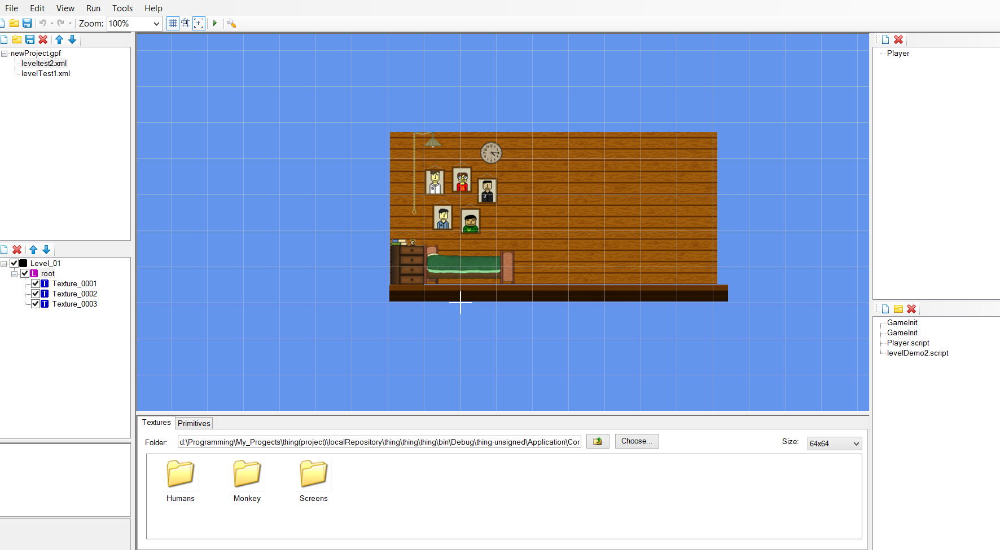 File Edit View Run Tools Help
Zoom: 100%
newProject.gpf
leveltest2.xml
levelTest1.xml
Player
Level_01
L root
T Texture_0001
T Texture_0002
T Texture_0003
GameInit
GameInit
Player.script
levelDemo2.script
Textures Primitives
Folder: d:\Programming\My_Progects\thing(project)\localRepository\thing\thing\thing\bin\Debug\thing-unsigned\Application\Cor Choose... Size: 64x64
Humans Monkey Screens